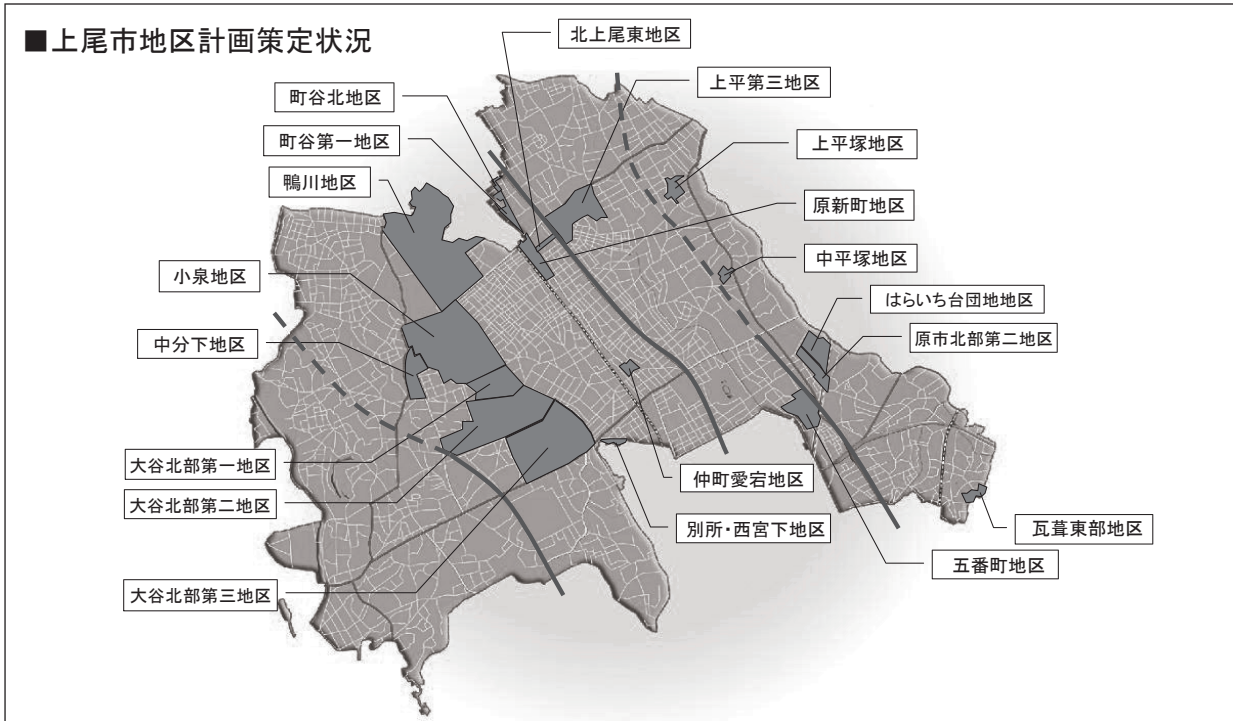 ■上尾市地区計画策定状況
北上尾東地区
上平第三地区
町谷北地区
町谷第一地区
上平塚地区
鴨川地区
原新町地区
中平塚地区
小泉地区
はらいち台団地地区
原市北部第二地区
中分下地区
大谷北部第一地区
大谷北部第二地区
仲町愛宕地区
別所・西宮下地区
瓦葺東部地区
五番町地区
大谷北部第三地区